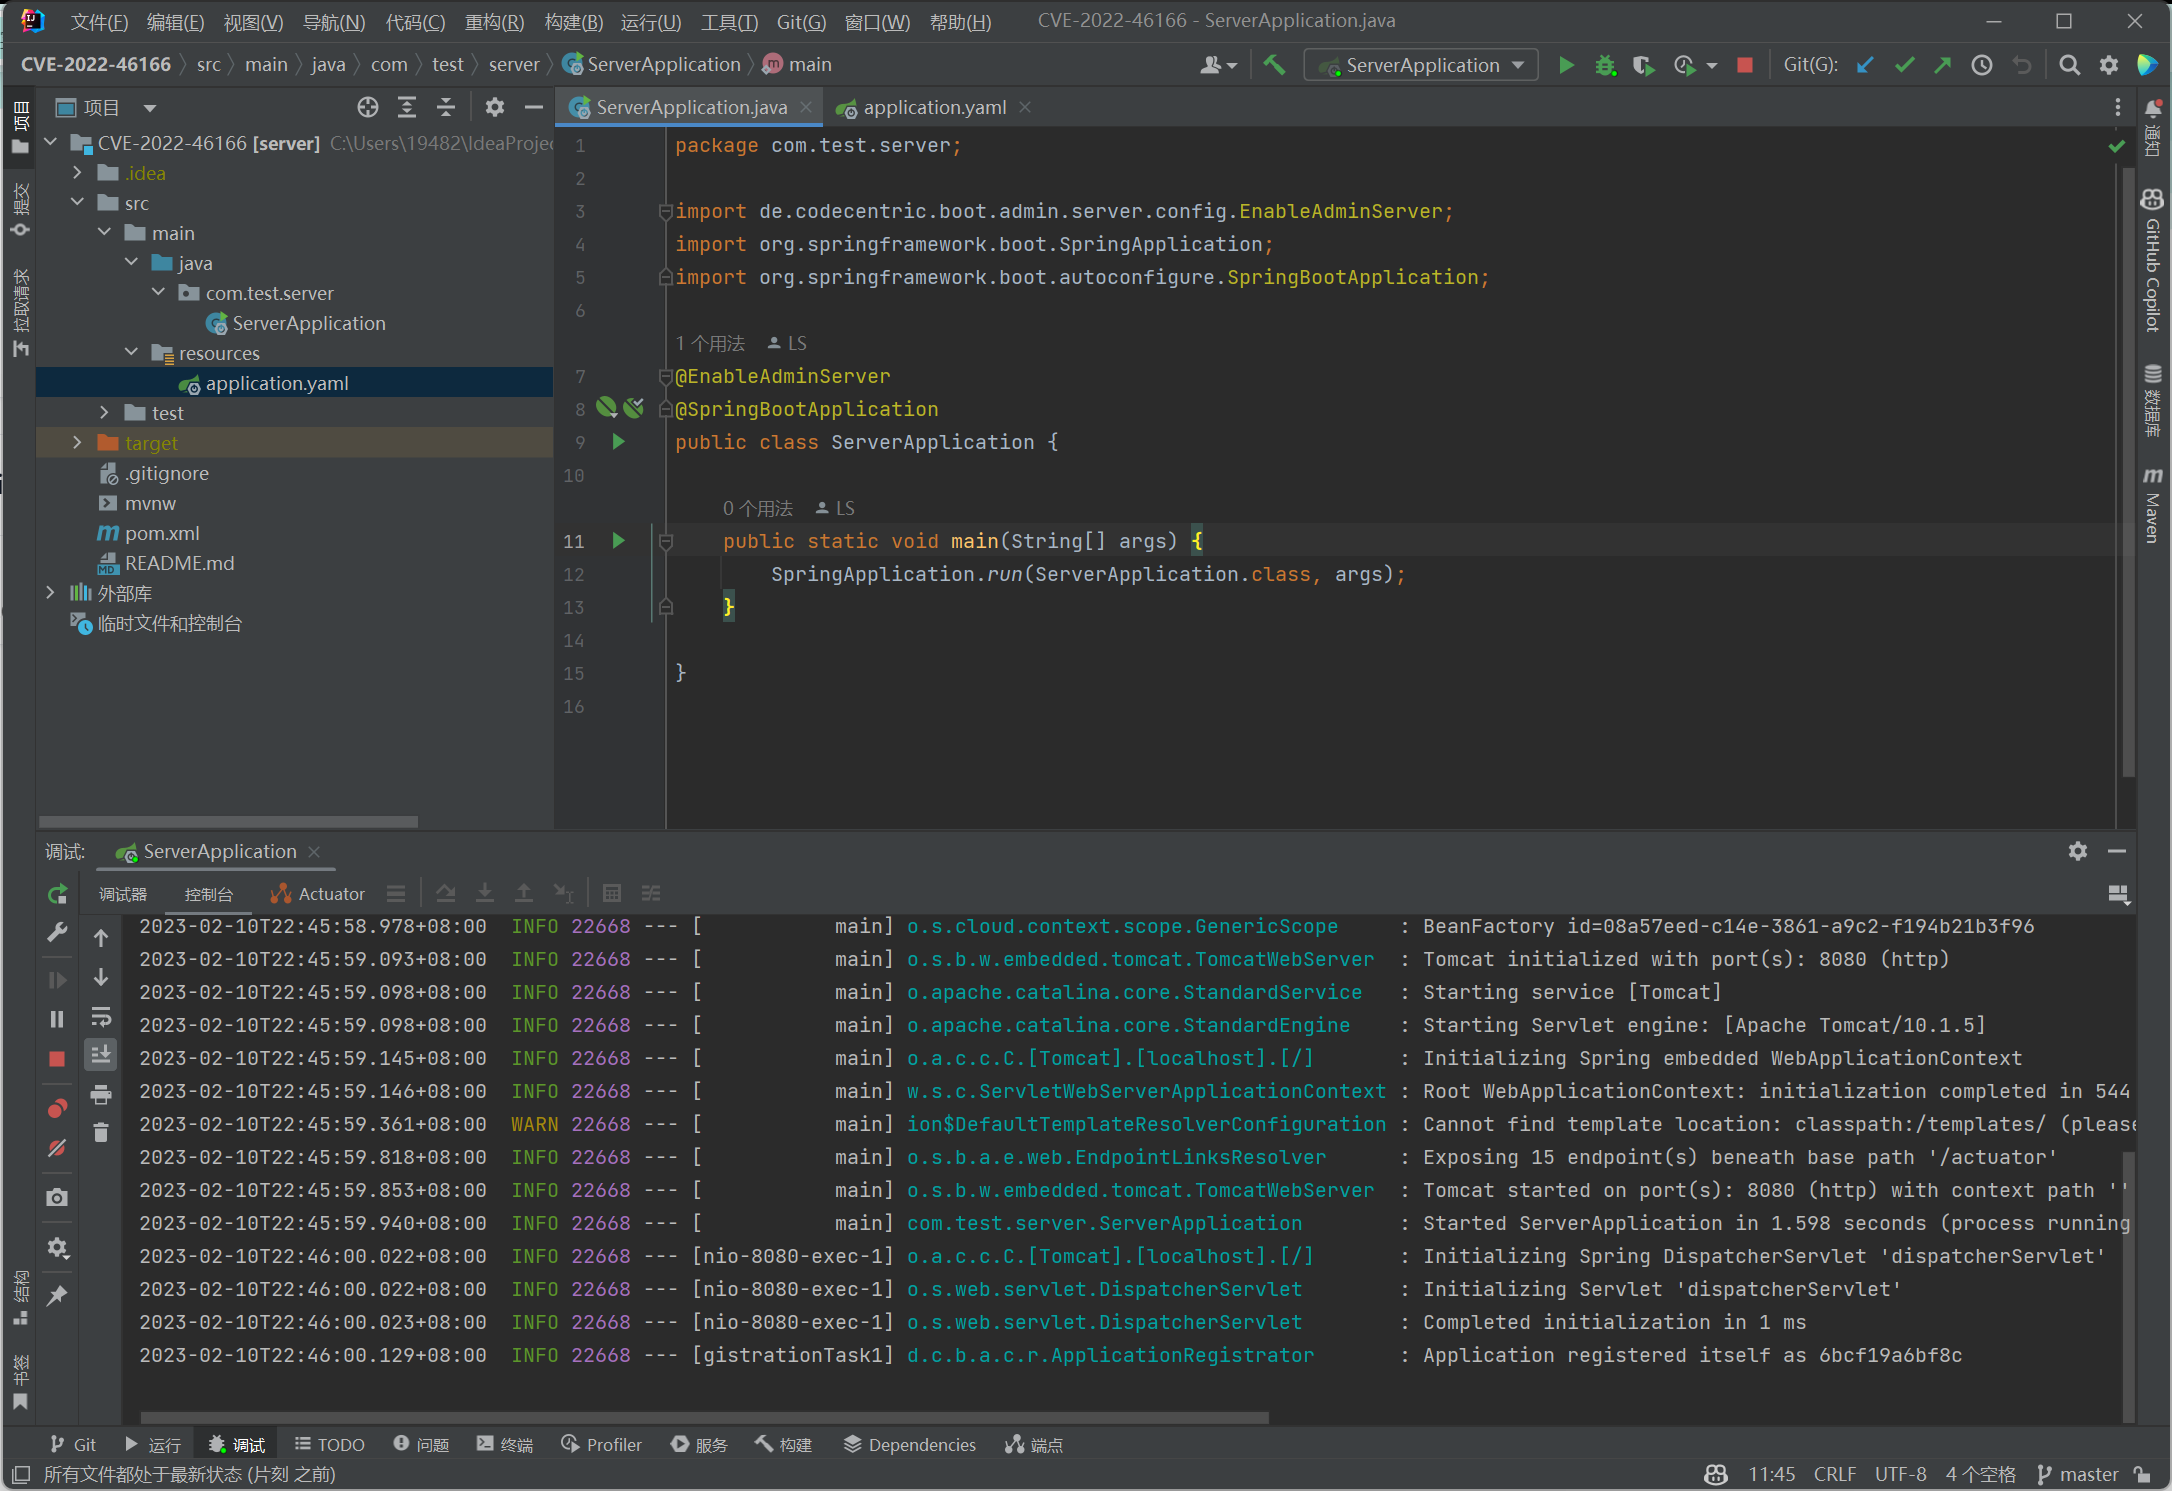 文件(F) 编辑(E) 视图(V) 导航(N) 代码(C) 重构(R) 构建(B) 运行(U) 工具(T) Git(G) 窗口(W) 帮助(H) CVE-2022-46166 - ServerApplication.java
CVE-2022-46166 src main java com test server ServerApplication main ServerApplication Git(G):
项目
提交
拉取请求
结构
书签
项目
CVE-2022-46166 [server] C:\Users\19482\IdeaProjec
.idea
src
main
java
com.test.server
ServerApplication
resources
application.yaml
test
target
.gitignore
mvnw
pom.xml
README.md
外部库
临时文件和控制台
ServerApplication.java application.yaml
1 package com.test.server;
2
3 import de.codecentric.boot.admin.server.config.EnableAdminServer;
4 import org.springframework.boot.SpringApplication;
5 import org.springframework.boot.autoconfigure.SpringBootApplication;
6
1 个用法 LS
7 @EnableAdminServer
8 @SpringBootApplication
9 public class ServerApplication {
10
0 个用法 LS
11 public static void main(String[] args) {
12 SpringApplication.run(ServerApplication.class, args);
13 }
14
15 }
16
通知
GitHub Copilot
数据库
Maven
调试: ServerApplication
调试器 控制台 Actuator
2023-02-10T22:45:58.978+08:00 INFO 22668 --- [ main] o.s.cloud.context.scope.GenericScope : BeanFactory id=08a57eed-c14e-3861-a9c2-f194b21b3f96
2023-02-10T22:45:59.093+08:00 INFO 22668 --- [ main] o.s.b.w.embedded.tomcat.TomcatWebServer : Tomcat initialized with port(s): 8080 (http)
2023-02-10T22:45:59.098+08:00 INFO 22668 --- [ main] o.apache.catalina.core.StandardService : Starting service [Tomcat]
2023-02-10T22:45:59.098+08:00 INFO 22668 --- [ main] o.apache.catalina.core.StandardEngine : Starting Servlet engine: [Apache Tomcat/10.1.5]
2023-02-10T22:45:59.145+08:00 INFO 22668 --- [ main] o.a.c.c.C.[Tomcat].[localhost].[/] : Initializing Spring embedded WebApplicationContext
2023-02-10T22:45:59.146+08:00 INFO 22668 --- [ main] w.s.c.ServletWebServerApplicationContext : Root WebApplicationContext: initialization completed in 544
2023-02-10T22:45:59.361+08:00 WARN 22668 --- [ main] ion$DefaultTemplateResolverConfiguration : Cannot find template location: classpath:/templates/ (please
2023-02-10T22:45:59.818+08:00 INFO 22668 --- [ main] o.s.b.a.e.web.EndpointLinksResolver : Exposing 15 endpoint(s) beneath base path '/actuator'
2023-02-10T22:45:59.853+08:00 INFO 22668 --- [ main] o.s.b.w.embedded.tomcat.TomcatWebServer : Tomcat started on port(s): 8080 (http) with context path ''
2023-02-10T22:45:59.940+08:00 INFO 22668 --- [ main] com.test.server.ServerApplication : Started ServerApplication in 1.598 seconds (process running
2023-02-10T22:46:00.022+08:00 INFO 22668 --- [nio-8080-exec-1] o.a.c.c.C.[Tomcat].[localhost].[/] : Initializing Spring DispatcherServlet 'dispatcherServlet'
2023-02-10T22:46:00.022+08:00 INFO 22668 --- [nio-8080-exec-1] o.s.web.servlet.DispatcherServlet : Initializing Servlet 'dispatcherServlet'
2023-02-10T22:46:00.023+08:00 INFO 22668 --- [nio-8080-exec-1] o.s.web.servlet.DispatcherServlet : Completed initialization in 1 ms
2023-02-10T22:46:00.129+08:00 INFO 22668 --- [gistrationTask1] d.c.b.a.c.r.ApplicationRegistrator : Application registered itself as 6bcf19a6bf8c
Git 运行 调试 TODO 问题 终端 Profiler 服务 构建 Dependencies 端点
所有文件都处于最新状态 (片刻 之前) 11:45 CRLF UTF-8 4 个空格 master